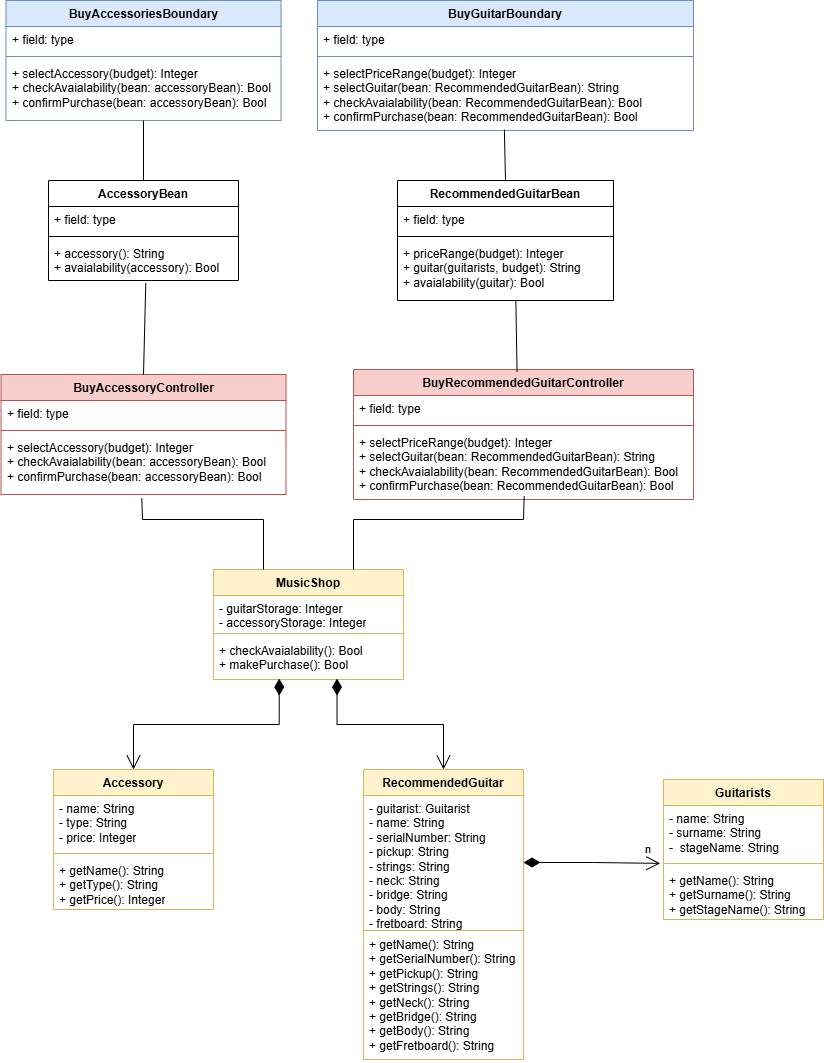 BuyAccessoriesBoundary
+ field: type
+ selectAccessory(budget): Integer
+ checkAvaialability(bean: accessoryBean): Bool
+ confirmPurchase(bean: accessoryBean): Bool
BuyGuitarBoundary
+ field: type
+ selectPriceRange(budget): Integer
+ selectGuitar(bean: RecommendedGuitarBean): String
+ checkAvaialability(bean: RecommendedGuitarBean): Bool
+ confirmPurchase(bean: RecommendedGuitarBean): Bool
AccessoryBean
+ field: type
+ accessory(): String
+ avaialability(accessory): Bool
RecommendedGuitarBean
+ field: type
+ priceRange(budget): Integer
+ guitar(guitarists, budget): String
+ avaialability(guitar): Bool
BuyAccessoryController
+ field: type
+ selectAccessory(budget): Integer
+ checkAvaialability(bean: accessoryBean): Bool
+ confirmPurchase(bean: accessoryBean): Bool
BuyRecommendedGuitarController
+ field: type
+ selectPriceRange(budget): Integer
+ selectGuitar(bean: RecommendedGuitarBean): String
+ checkAvaialability(bean: RecommendedGuitarBean): Bool
+ confirmPurchase(bean: RecommendedGuitarBean): Bool
MusicShop
- guitarStorage: Integer
- accessoryStorage: Integer
+ checkAvaialability(): Bool
+ makePurchase(): Bool
Accessory
- name: String
- type: String
- price: Integer
+ getName(): String
+ getType(): String
+ getPrice(): Integer
RecommendedGuitar
- guitarist: Guitarist
- name: String
- serialNumber: String
- pickup: String
- strings: String
- neck: String
- bridge: String
- body: String
- fretboard: String
+ getName(): String
+ getSerialNumber(): String
+ getPickup(): String
+ getStrings(): String
+ getNeck(): String
+ getBridge(): String
+ getBody(): String
+ getFretboard(): String
n
Guitarists
- name: String
- surname: String
- stageName: String
+ getName(): String
+ getSurname(): String
+ getStageName(): String